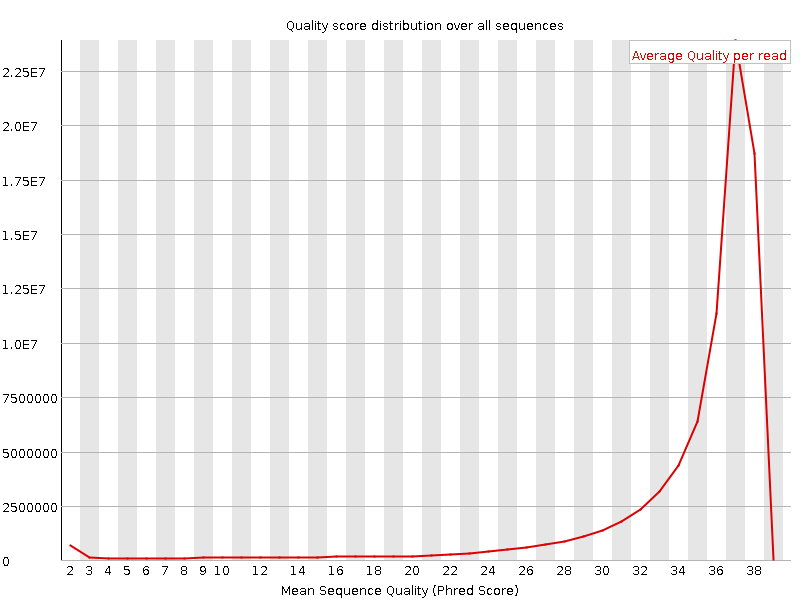 Quality score distribution over all sequences
Average Quality per read
2.25E7
2.0E7
1.75E7
1.5E7
1.25E7
1.0E7
7500000
5000000
2500000
0
2 3 4 5 6 7 8 9 10 12 14 16 18 20 22 24 26 28 30 32 34 36 38
Mean Sequence Quality (Phred Score)